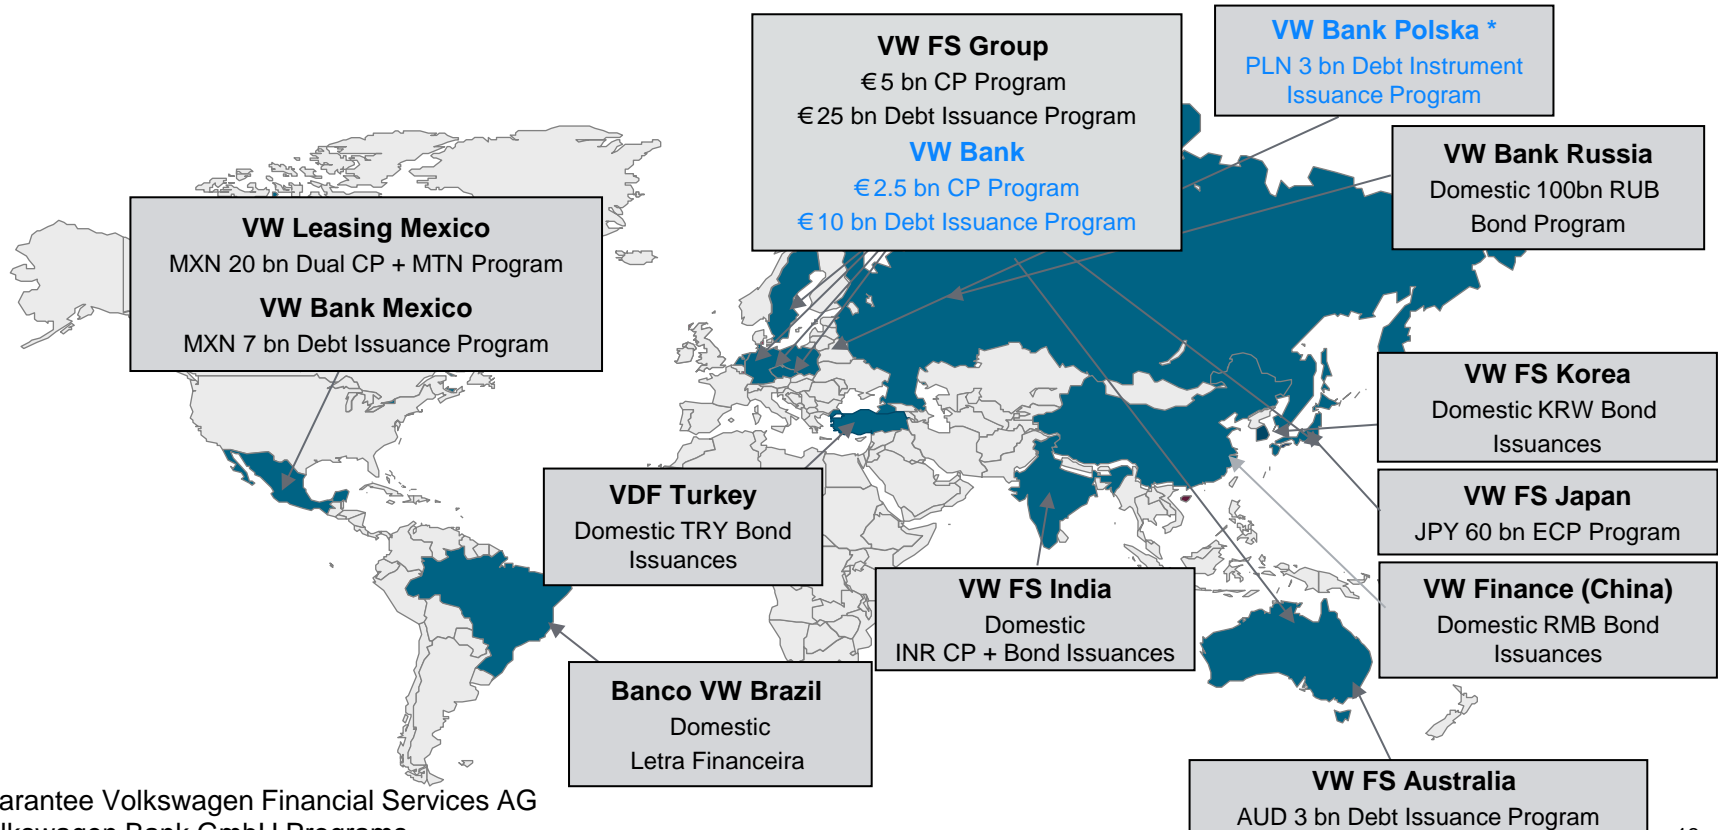 VW FS Group
€5 bn CP Program
€25 bn Debt Issuance Program
VW Bank
€2.5 bn CP Program
€10 bn Debt Issuance Program
VW Bank Polska *
PLN 3 bn Debt Instrument
Issuance Program
VW Bank Russia
Domestic 100bn RUB
Bond Program
VW Leasing Mexico
MXN 20 bn Dual CP + MTN Program
VW Bank Mexico
MXN 7 bn Debt Issuance Program
VW FS Korea
Domestic KRW Bond
Issuances
VDF Turkey
Domestic TRY Bond
Issuances
VW FS Japan
JPY 60 bn ECP Program
VW FS India
Domestic
INR CP + Bond Issuances
VW Finance (China)
Domestic RMB Bond
Issuances
Banco VW Brazil
Domestic
Letra Financeira
VW FS Australia
AUD 3 bn Debt Issuance Program
Volkswagen Financial Services AG
Bank GmbH Programs